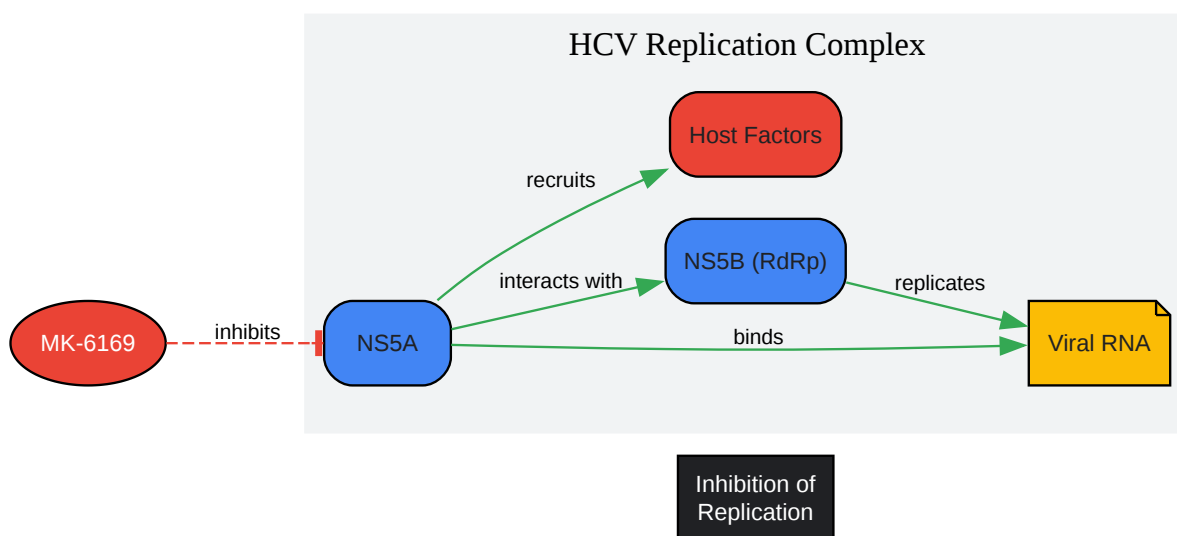 HCV Replication Complex
Host Factors
recruits
NS5B (RdRp)
interacts with
replicates
MK-6169
inhibits
NS5A
binds
Viral RNA
Inhibition of
Replication